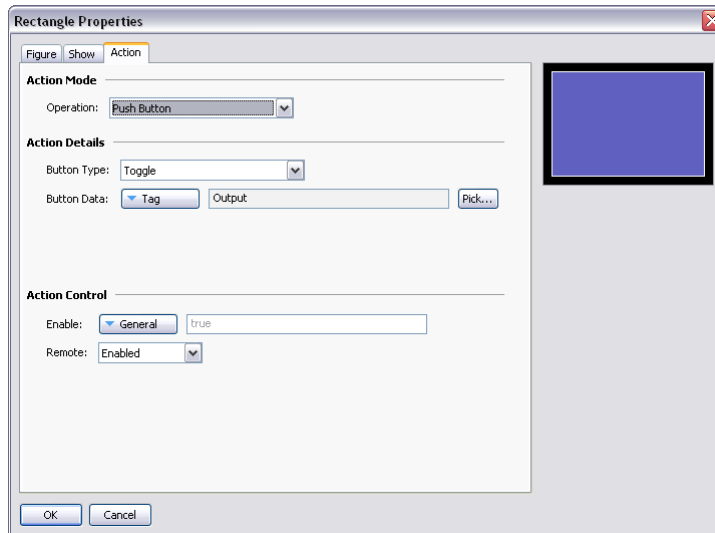 Rectangle Properties
Figure Show Action
Action Mode
Operation: Push Button
Action Details
Button Type: Toggle
Button Data: Tag Output Pick...
Action Control
Enable: General true
Remote: Enabled
OK Cancel